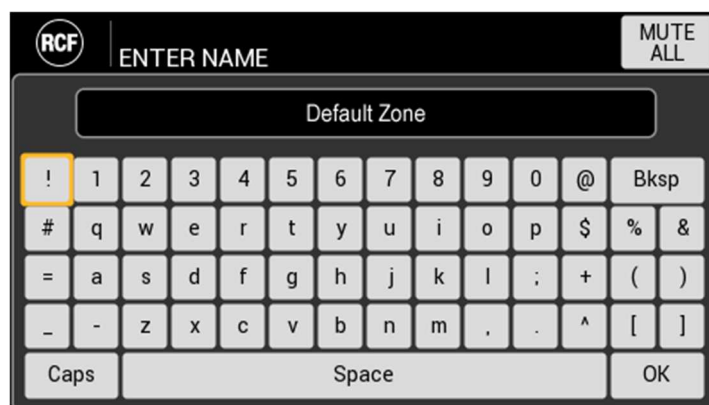 RCF
ENTER NAME
MUTE
ALL
Default Zone
! 1 2 3 4 5 6 7 8 9 0 @ Bksp
# q w e r t y u i o p $ % &
= a s d f g h j k l ; + ( )
_ - z x c v b n m , . ^ [ ]
Caps Space OK